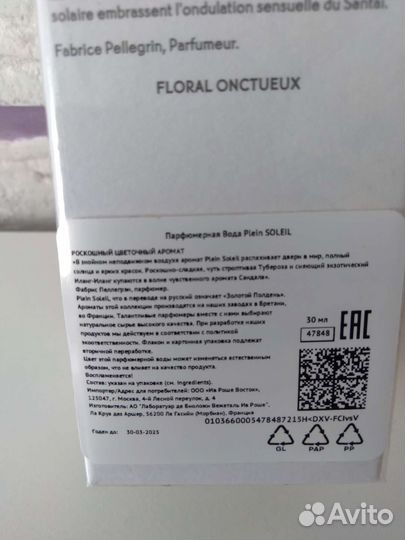 solaire embrassent l'ondulation sensuelle du Santal.
Fabrice Pellegrin, Parfumeur.
FLORAL ONCTUEUX
Парфюмерная Вода Plein SOLEIL
РОСКОШНЫЙ ЦВЕТОЧНЫЙ АРОМАТ
«В знойном неподвижном воздухе аромат Plein Soleil распахивает двери в мир, полный
солнца и ярких красок. Роскошно-сладкая, чуть строптивая Тубероза и сияющий экзотический
Иланг-Иланг купаются в волне чувственного аромата Сандала».
Фабрис Пеллегрин, парфюмер.
Plein Soleil, что в переводе на русский означает «Золотой Полдень».
Ароматы этой коллекции производятся на наших заводах в Бретани,
во Франции. Талантливые парфюмеры вместе с нами выбирают
натуральное сырье высокого качества. При разработке наших
продуктов мы действуем в соответствии с политикой
экоответственности. Флакон и картонная упаковка подлежат
вторичной переработке.
Цвет этой парфюмерной воды может изменяться естественным
образом, что не влияет на качество продукта.
Воспламеняется!
Состав: указан на упаковке (см. Ingredients).
Импортер/Адрес для потребителей: ООО «Ив Роше Восток»,
125047, г. Москва, 4-й Лесной переулок, д. 4
Изготовитель: АО "Лаборатуар де Биоложи Вежеталь Ив Роше".
Ла Круа дез Аршер, 56200 Ля Гасийи (Морбиан), Франция
Годен до: 30-03-2025
30 мл
47848
EAC
0103660005478487215H<DXV-FCIvsV
GL
PAP
PP
Avito